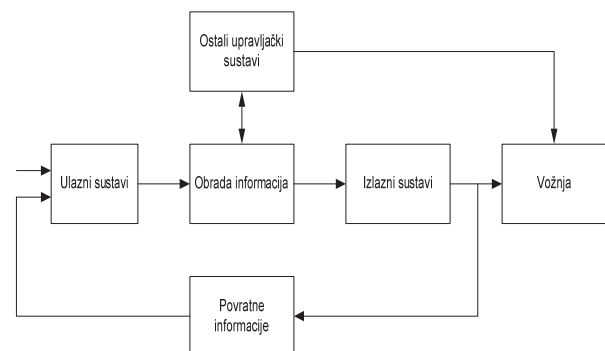 Ostali upravljački
sustavi
Ulazni sustavi
Obrada informacija
Izlazni sustavi
Vožnja
Povratne
informacije